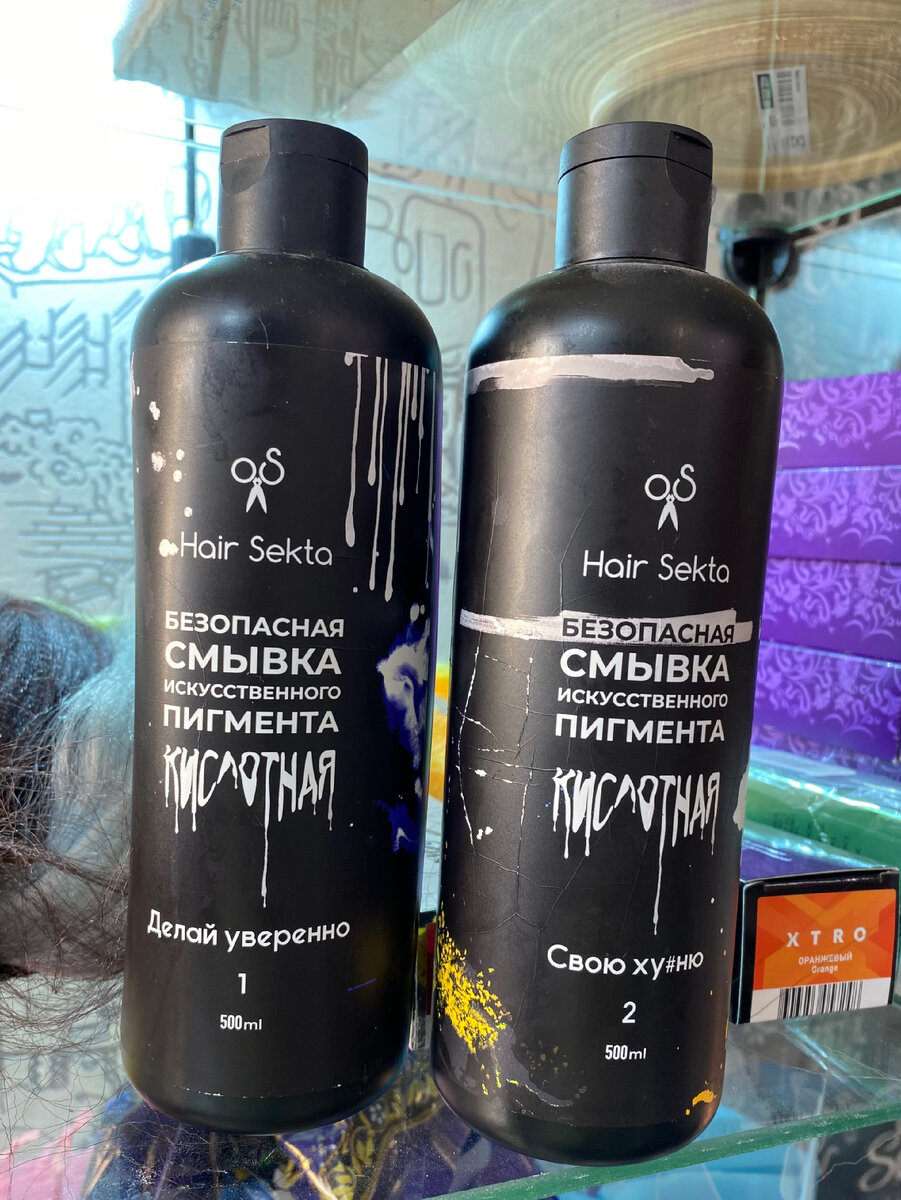 Hair Sekta
БЕЗОПАСНАЯ
СМЫВКА
ИСКУССТВЕННОГО
ПИГМЕНТА
КИСЛОТНАЯ
Делай уверенно
1
500ml
Hair Sekta
БЕЗОПАСНАЯ
СМЫВКА
ИСКУССТВЕННОГО
ПИГМЕНТА
КИСЛОТНАЯ
Свою ху#ню
2
500ml
XTRO
ОРАНЖЕВЫЙ
Orange